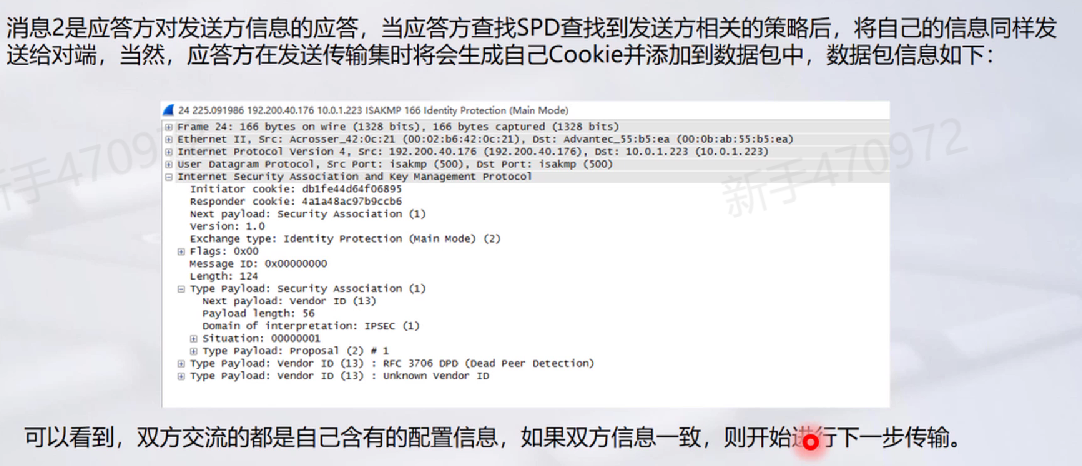 消息2是应答方对发送方信息的应答，当应答方查找SPD查找到发送方相关的策略后，将自己的信息同样发
送给对端，当然，应答方在发送传输集时将会生成自己Cookie并添加到数据包中，数据包信息如下：
24 225.091986 192.200.40.176 10.0.1.223 ISAKMP 166 Identity Protection (Main Mode)
Frame 24: 166 bytes on wire (1328 bits), 166 bytes captured (1328 bits)
Ethernet II, Src: Acrosser_42:0c:21 (00:02:b6:42:0c:21), Dst: Advantec_55:b5:ea (00:0b:ab:55:b5:ea)
Internet Protocol Version 4, Src: 192.200.40.176 (192.200.40.176), Dst: 10.0.1.223 (10.0.1.223)
User Datagram Protocol, Src Port: isakmp (500), Dst Port: isakmp (500)
Internet Security Association and Key Management Protocol
Initiator cookie: db1fe44d64f06895
Responder cookie: 4a1a48ac97b9ccb6
Next payload: Security Association (1)
Version: 1.0
Exchange type: Identity Protection (Main Mode) (2)
Flags: 0x00
Message ID: 0x00000000
Length: 124
Type Payload: Security Association (1)
Next payload: Vendor ID (13)
Payload length: 56
Domain of interpretation: IPSEC (1)
Situation: 00000001
Type Payload: Proposal (2) # 1
Type Payload: Vendor ID (13) : RFC 3706 DPD (Dead Peer Detection)
Type Payload: Vendor ID (13) : Unknown Vendor ID
可以看到，双方交流的都是自己含有的配置信息，如果双方信息一致，则开始进行下一步传输。
新手470972